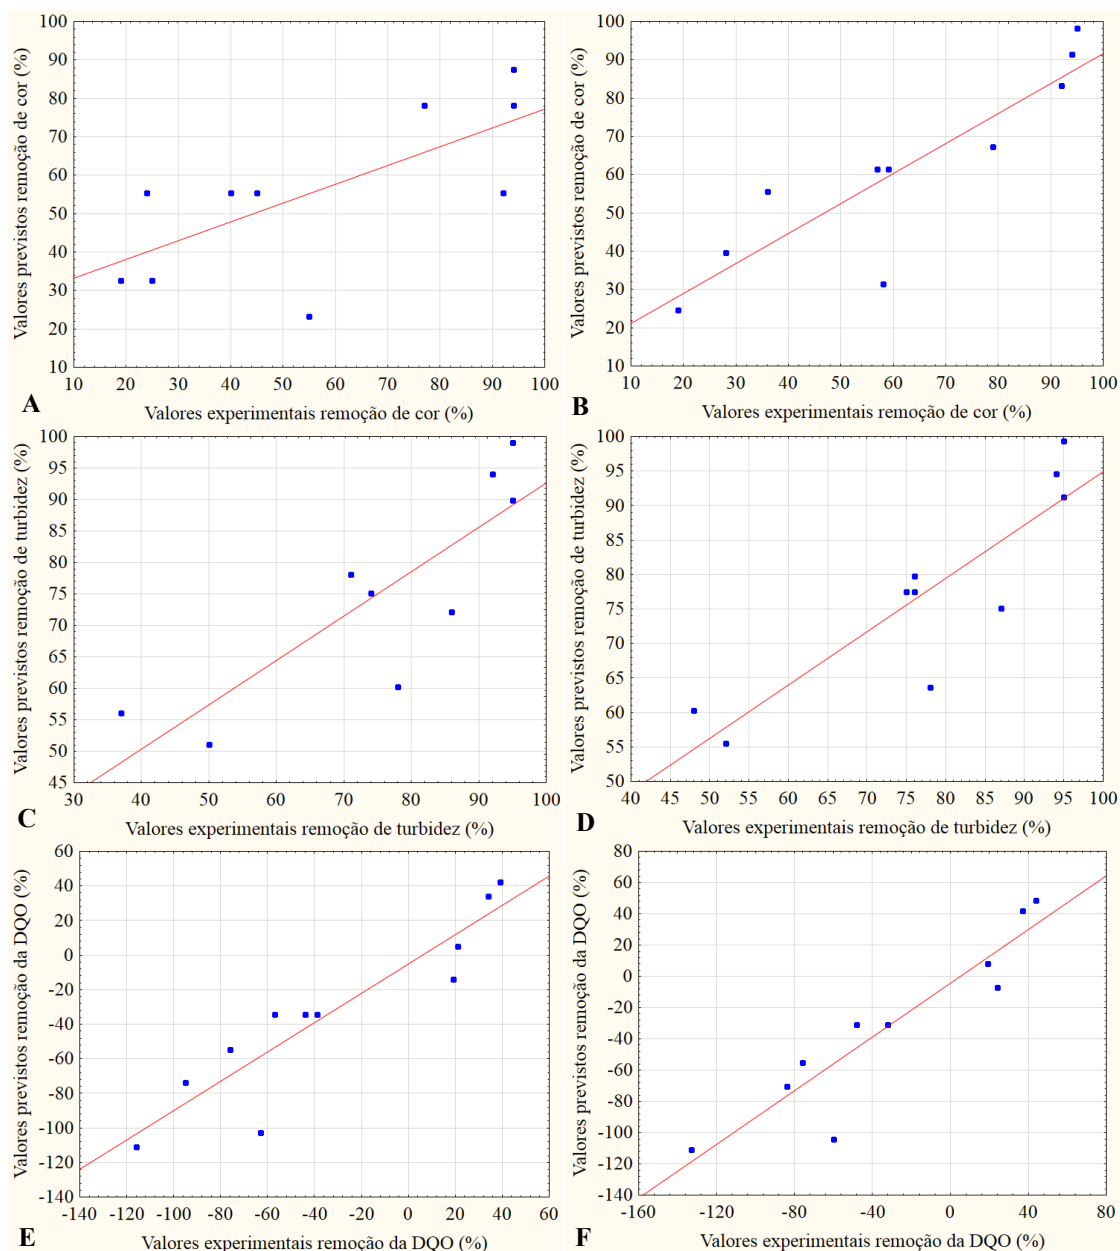 Valores previstos remoção de cor (%)
100
90
80
70
60
50
40
30
20
10
10 20 30 40 50 60 70 80 90 100
A
Valores experimentais remoção de cor (%)
Valores previstos remoção de cor (%)
100
90
80
70
60
50
40
30
20
10
10 20 30 40 50 60 70 80 90 100
B
Valores experimentais remoção de cor (%)
Valores previstos remoção de turbidez (%)
100
95
90
85
80
75
70
65
60
55
50
45
30 40 50 60 70 80 90 100
C
Valores experimentais remoção de turbidez (%)
Valores previstos remoção de turbidez (%)
100
95
90
85
80
75
70
65
60
55
50
40 45 50 55 60 65 70 75 80 85 90 95 100
D
Valores experimentais remoção de turbidez (%)
Valores previstos remoção da DQO (%)
60
40
20
0
-20
-40
-60
-80
-100
-120
-140
-140 -120 -100 -80 -60 -40 -20 0 20 40 60
E
Valores experimentais remoção da DQO (%)
Valores previstos remoção da DQO (%)
80
60
40
20
0
-20
-40
-60
-80
-100
-120
-140
-160 -120 -80 -40 0 40 80
F
Valores experimentais remoção da DQO (%)